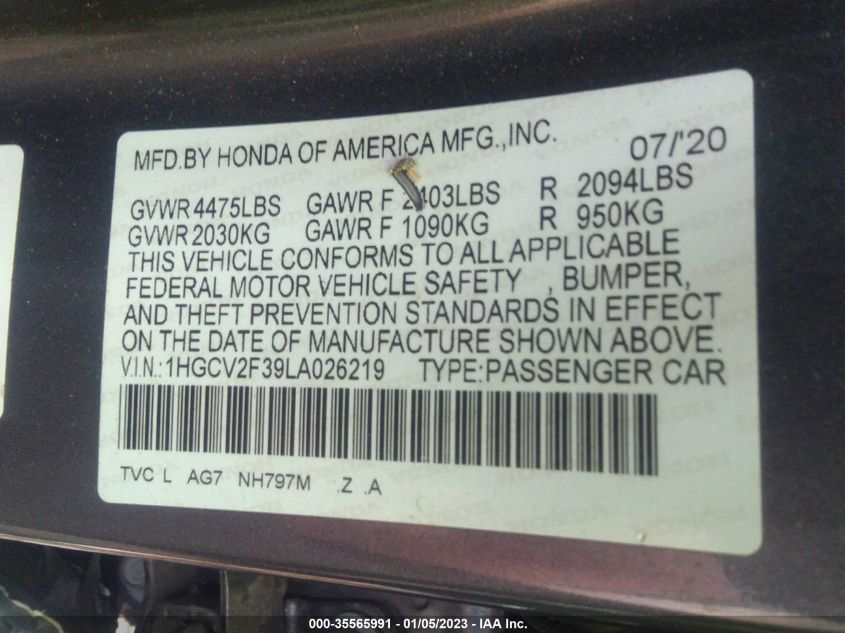 MFD.BY HONDA OF AMERICA MFG.,INC. 07/'20
GVWR 4475LBS GAWR F 2403LBS R 2094LBS
GVWR 2030KG GAWR F 1090KG R 950KG
THIS VEHICLE CONFORMS TO ALL APPLICABLE
FEDERAL MOTOR VEHICLE SAFETY , BUMPER,
AND THEFT PREVENTION STANDARDS IN EFFECT
ON THE DATE OF MANUFACTURE SHOWN ABOVE.
V.I.N.:1HGCV2F39LA026219 TYPE:PASSENGER CAR
TVC L AG7 NH797M .Z .A
000-35565991 - 01/05/2023 - IAA Inc.